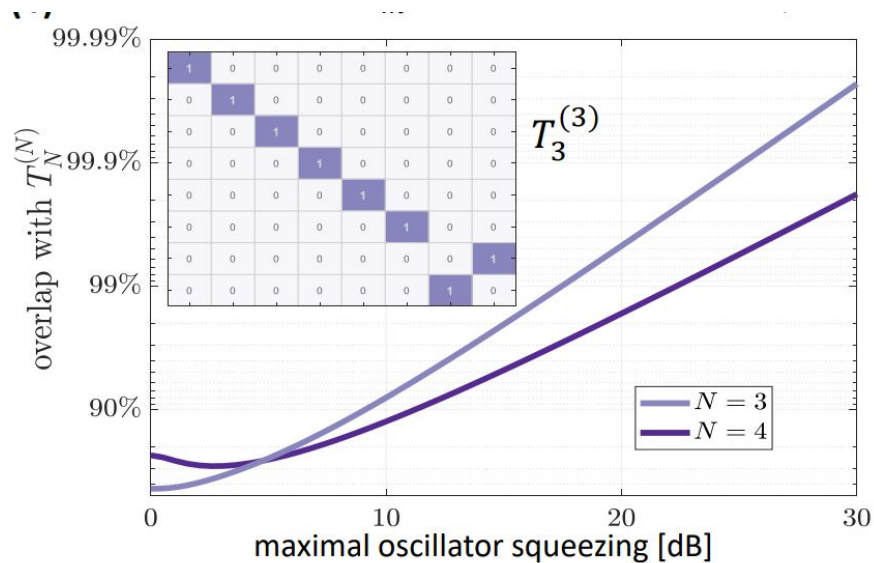 99.99%
99.9%
99%
90%
overlap with T_N^(N)
1 0 0 0 0 0 0 0
0 1 0 0 0 0 0 0
0 0 1 0 0 0 0 0
0 0 0 1 0 0 0 0
0 0 0 0 1 0 0 0
0 0 0 0 0 1 0 0
0 0 0 0 0 0 0 1
0 0 0 0 0 0 1 0
T_3^(3)
N = 3
N = 4
0 10 20 30
maximal oscillator squeezing [dB]